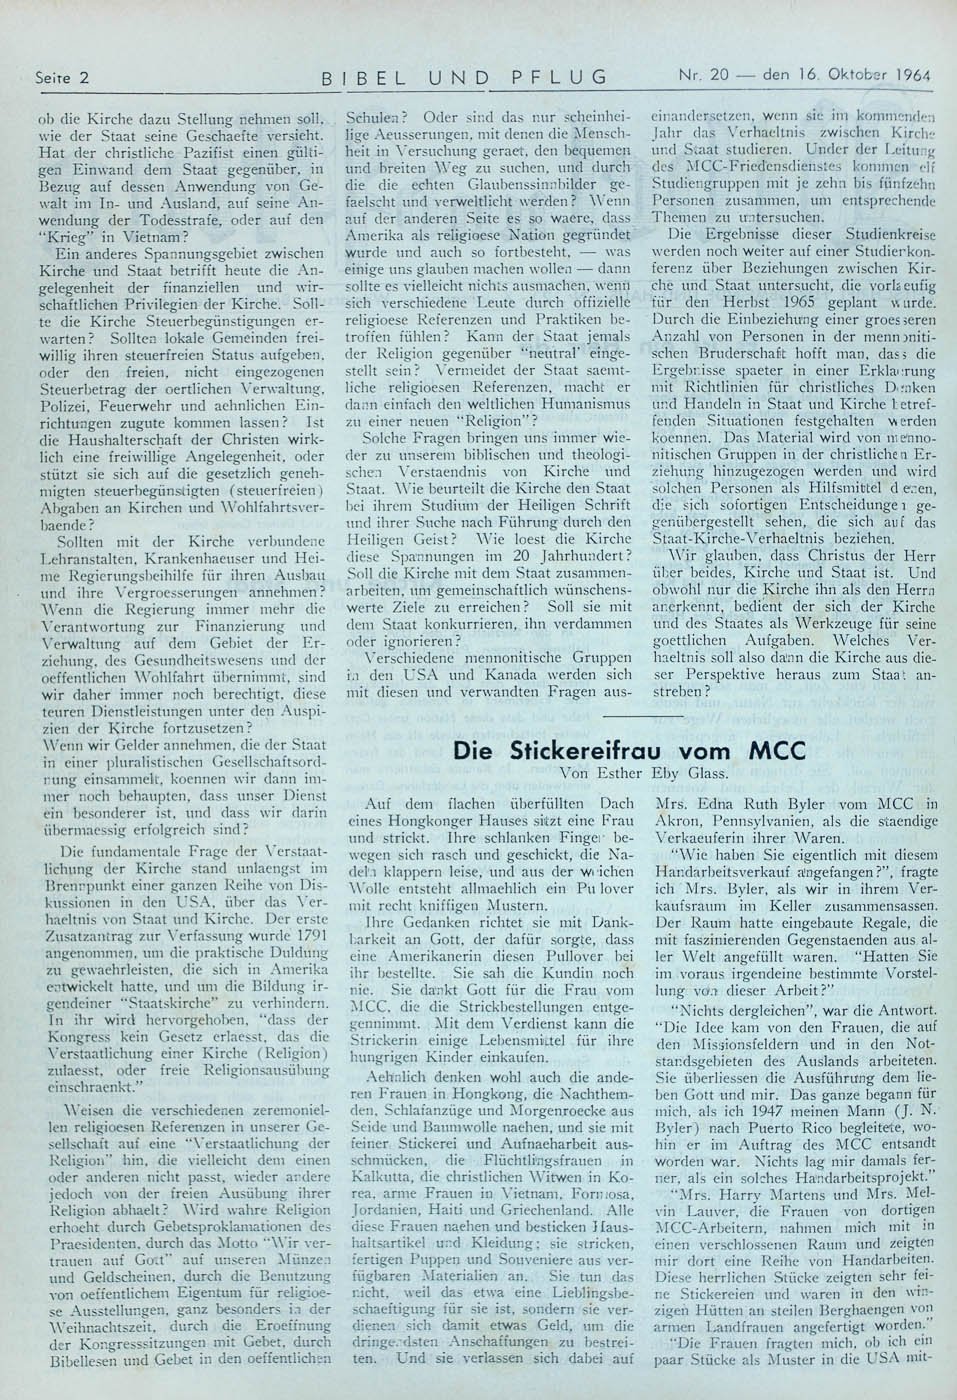 Seite 2
BIBEL UND PFLUG
Nr. 20 — den 16. Oktober 1964
ob die Kirche dazu Stellung nehmen soll,
wie der Staat seine Geschaefte versieht.
Hat der christliche Pazifist einen gülti-
gen Einwand dem Staat gegenüber, in
Bezug auf dessen Anwendung von Ge-
walt im In- und Ausland, auf seine An-
wendung der Todesstrafe, oder auf den
“Krieg” in Vietnam?
Ein anderes Spannungsgebiet zwischen
Kirche und Staat betrifft heute die An-
gelegenheit der finanziellen und wir-
schaftlichen Privilegien der Kirche. Soll-
te die Kirche Steuerbegünstigungen er-
warten? Sollten lokale Gemeinden frei-
willig ihren steuerfreien Status aufgeben,
oder den freien, nicht eingezogenen
Steuerbetrag der oertlichen Verwaltung,
Polizei, Feuerwehr und aehnlichen Ein-
richtungen zugute kommen lassen? Ist
die Haushalterschaft der Christen wirk-
lich eine freiwillige Angelegenheit, oder
stützt sie sich auf die gesetzlich geneh-
migten steuerbegünstigten (steuerfreien)
Abgaben an Kirchen und Wohlfahrtsver-
baende?
Sollten mit der Kirche verbundene
Lehranstalten, Krankenhaeuser und Hei-
me Regierungsbeihilfe für ihren Ausbau
und ihre Vergroesserungen annehmen?
Wenn die Regierung immer mehr die
Verantwortung zur Finanzierung und
Verwaltung auf dem Gebiet der Er-
ziehung, des Gesundheitswesens und der
oeffentlichen Wohlfahrt übernimmt, sind
wir daher immer noch berechtigt, diese
teuren Dienstleistungen unter den Auspi-
zien der Kirche fortzusetzen?
Wenn wir Gelder annehmen, die der Staat
in einer pluralistischen Gesellschaftsord-
nung einsammelt, koennen wir dann im-
mer noch behaupten, dass unser Dienst
ein besonderer ist, und dass wir darin
übermaessig erfolgreich sind?
Die fundamentale Frage der Verstaat-
lichung der Kirche stand unlaengst im
Brennpunkt einer ganzen Reihe von Dis-
kussionen in den USA, über das Ver-
haeltnis von Staat und Kirche. Der erste
Zusatzantrag zur Verfassung wurde 1791
angenommen, um die praktische Duldung
zu gewaehrleisten, die sich in Amerika
entwickelt hatte, und um die Bildung ir-
gendeiner “Staatskirche” zu verhindern.
In ihr wird hervorgehoben, “dass der
Kongress kein Gesetz erlaesst, das die
Verstaatlichung einer Kirche (Religion)
zulaesst, oder freie Religionsausübung
einschraenkt.”
Weisen die verschiedenen zeremoniel-
len religioesen Referenzen in unserer Ge-
sellschaft auf eine “Verstaatlichung der
Religion” hin, die vielleicht dem einen
oder anderen nicht passt, wieder andere
jedoch von der freien Ausübung ihrer
Religion abhaelt? Wird wahre Religion
erhoeht durch Gebetsproklamationen des
Praesidenten, durch das Motto “Wir ver-
trauen auf Gott” auf unseren Münzen
und Geldscheinen, durch die Benutzung
von oeffentlichem Eigentum für religioe-
se Ausstellungen, ganz besonders in der
Weihnachtszeit, durch die Eroeffnung
der Kongresssitzungen mit Gebet, durch
Bibellesen und Gebet in den oeffentlichen
Schulen? Oder sind das nur scheinhei-
lige Aeusserungen, mit denen die Mensch-
heit in Versuchung geraet, den bequemen
und breiten Weg zu suchen, und durch
die die echten Glaubenssinnbilder ge-
faelscht und verweltlicht werden? Wenn
auf der anderen Seite es so waere, dass
Amerika als religioese Nation gegründet
wurde und auch so fortbesteht, — was
einige uns glauben machen wollen — dann
sollte es vielleicht nichts ausmachen, wenn
sich verschiedene Leute durch offizielle
religioese Referenzen und Praktiken be-
troffen fühlen? Kann der Staat jemals
der Religion gegenüber “neutral’ einge-
stellt sein? Vermeidet der Staat saemt-
liche religioesen Referenzen, macht er
dann einfach den weltlichen Humanismus
zu einer neuen “Religion”?
Solche Fragen bringen uns immer wie-
der zu unserem biblischen und theologi-
schen Verstaendnis von Kirche und
Staat. Wie beurteilt die Kirche den Staat
bei ihrem Studium der Heiligen Schrift
und ihrer Suche nach Führung durch den
Heiligen Geist? Wie loest die Kirche
diese Spannungen im 20 Jahrhundert?
Soll die Kirche mit dem Staat zusammen-
arbeiten, um gemeinschaftlich wünschens-
werte Ziele zu erreichen? Soll sie mit
dem Staat konkurrieren, ihn verdammen
oder ignorieren?
Verschiedene mennonitische Gruppen
in den USA und Kanada werden sich
mit diesen und verwandten Fragen aus-
einandersetzen, wenn sie im kommenden
Jahr das Verhaeltnis zwischen Kirche
und Staat studieren. Under der Leitung
des MCC-Friedensdienstes kommen elf
Studiengruppen mit je zehn bis fünfzehn
Personen zusammen, um entsprechende
Themen zu untersuchen.
Die Ergebnisse dieser Studienkreise
werden noch weiter auf einer Studienkon-
ferenz über Beziehungen zwischen Kir-
che und Staat untersucht, die vorlaeufig
für den Herbst 1965 geplant wurde.
Durch die Einbeziehung einer groesseren
Anzahl von Personen in der mennoniti-
schen Bruderschaft hofft man, dass die
Ergebnisse spaeter in einer Erklaerung
mit Richtlinien für christliches Denken
und Handeln in Staat und Kirche betref-
fenden Situationen festgehalten werden
koennen. Das Material wird von menno-
nitischen Gruppen in der christlichen Er-
ziehung hinzugezogen werden und wird
solchen Personen als Hilfsmittel dienen,
die sich sofortigen Entscheidungen ge-
genübergestellt sehen, die sich auf das
Staat-Kirche-Verhaeltnis beziehen.
Wir glauben, dass Christus der Herr
über beides, Kirche und Staat ist. Und
obwohl nur die Kirche ihn als den Herrn
anerkennt, bedient der sich der Kirche
und des Staates als Werkzeuge für seine
goettlichen Aufgaben. Welches Ver-
haeltnis soll also dann die Kirche aus die-
ser Perspektive heraus zum Staat an-
streben?
Die Stickereifrau vom MCC
Von Esther Eby Glass.
Auf dem flachen überfüllten Dach
eines Hongkonger Hauses sitzt eine Frau
und strickt. Ihre schlanken Finger be-
wegen sich rasch und geschickt, die Na-
deln klappern leise, und aus der weichen
Wolle entsteht allmaehlich ein Pullover
mit recht kniffigen Mustern.
Ihre Gedanken richtet sie mit Dank-
barkeit an Gott, der dafür sorgte, dass
eine Amerikanerin diesen Pullover bei
ihr bestellte. Sie sah die Kundin noch
nie. Sie dankt Gott für die Frau vom
MCC, die die Strickbestellungen entge-
gennimmt. Mit dem Verdienst kann die
Strickerin einige Lebensmittel für ihre
hungrigen Kinder einkaufen.
Aehnlich denken wohl auch die ande-
ren Frauen in Hongkong, die Nachthem-
den, Schlafanzüge und Morgenroecke aus
Seide und Baumwolle naehen, und sie mit
feiner Stickerei und Aufnaeharbeit aus-
schmücken, die Flüchtlingsfrauen in
Kalkutta, die christlichen Witwen in Ko-
rea, arme Frauen in Vietnam, Formosa,
Jordanien, Haiti und Griechenland. Alle
diese Frauen naehen und besticken Haus-
haltsartikel und Kleidung; sie stricken,
fertigen Puppen und Souveniere aus ver-
fügbaren Materialien an. Sie tun das
nicht, weil das etwa eine Lieblingsbe-
schaeftigung für sie ist, sondern sie ver-
dienen sich damit etwas Geld, um die
dringendsten Anschaffungen zu bestrei-
ten. Und sie verlassen sich dabei auf
Mrs. Edna Ruth Byler vom MCC in
Akron, Pennsylvanien, als die staendige
Verkaeuferin ihrer Waren.
“Wie haben Sie eigentlich mit diesem
Handarbeitsverkauf angefangen?”, fragte
ich Mrs. Byler, als wir in ihrem Ver-
kaufsraum im Keller zusammensassen.
Der Raum hatte eingebaute Regale, die
mit faszinierenden Gegenstaenden aus al-
ler Welt angefüllt waren. “Hatten Sie
im voraus irgendeine bestimmte Vorstel-
lung von dieser Arbeit?”
“Nichts dergleichen”, war die Antwort.
“Die Idee kam von den Frauen, die auf
den Missionsfeldern und in den Not-
standsgebieten des Auslands arbeiteten.
Sie überliessen die Ausführung dem lie-
ben Gott und mir. Das ganze begann für
mich, als ich 1947 meinen Mann (J. N.
Byler) nach Puerto Rico begleitete, wo-
hin er im Auftrag des MCC entsandt
worden war. Nichts lag mir damals fer-
ner, als ein solches Handarbeitsprojekt.”
“Mrs. Harry Martens und Mrs. Mel-
vin Lauver, die Frauen von dortigen
MCC-Arbeitern, nahmen mich mit in
einen verschlossenen Raum und zeigten
mir dort eine Reihe von Handarbeiten.
Diese herrlichen Stücke zeigten sehr fei-
ne Stickereien und waren in den win-
zigen Hütten an steilen Berghaengen von
armen Landfrauen angefertigt worden.”
“Die Frauen fragten mich, ob ich ein
paar Stücke als Muster in die USA mit-